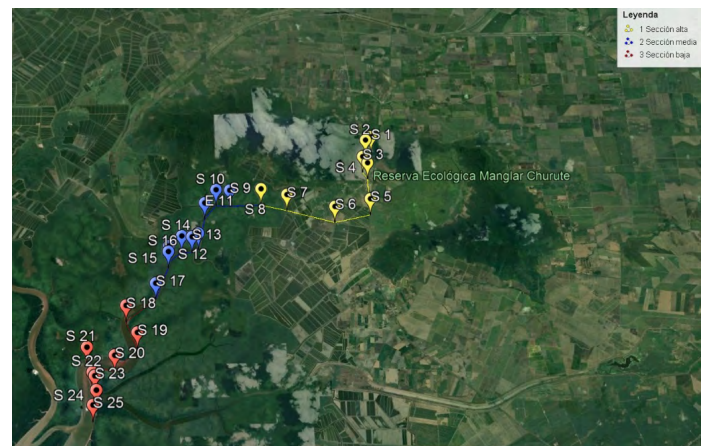 Leyenda
1 Sección alta
2 Sección media
3 Sección baja
S 2 S 1
S 3
S 4
Reserva Ecológica Manglar Churute
S 10
S 9
S 7
S 5
E 11
S 8
S 6
S 14
S 13
S 16
S 15
S 12
S 17
S 18
S 19
S 21
S 20
S 22
S 23
S 24
S 25